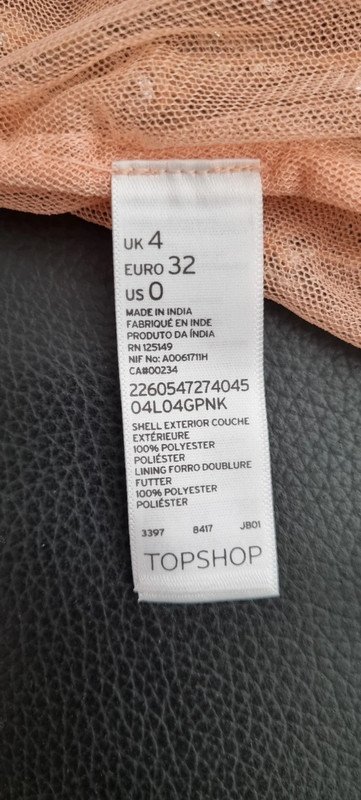 UK 4
EURO 32
US 0
MADE IN INDIA
FABRIQUÉ EN INDE
PRODUTO DA ÍNDIA
RN 125149
NIF No: A0061711H
CA#00234
2260547274045
04L04GPNK
SHELL EXTERIOR COUCHE
EXTÉRIEURE
100% POLYESTER
POLIÉSTER
LINING FORRO DOUBLURE
FUTTER
100% POLYESTER
POLIÉSTER
3397 8417 JB01
TOPSHOP